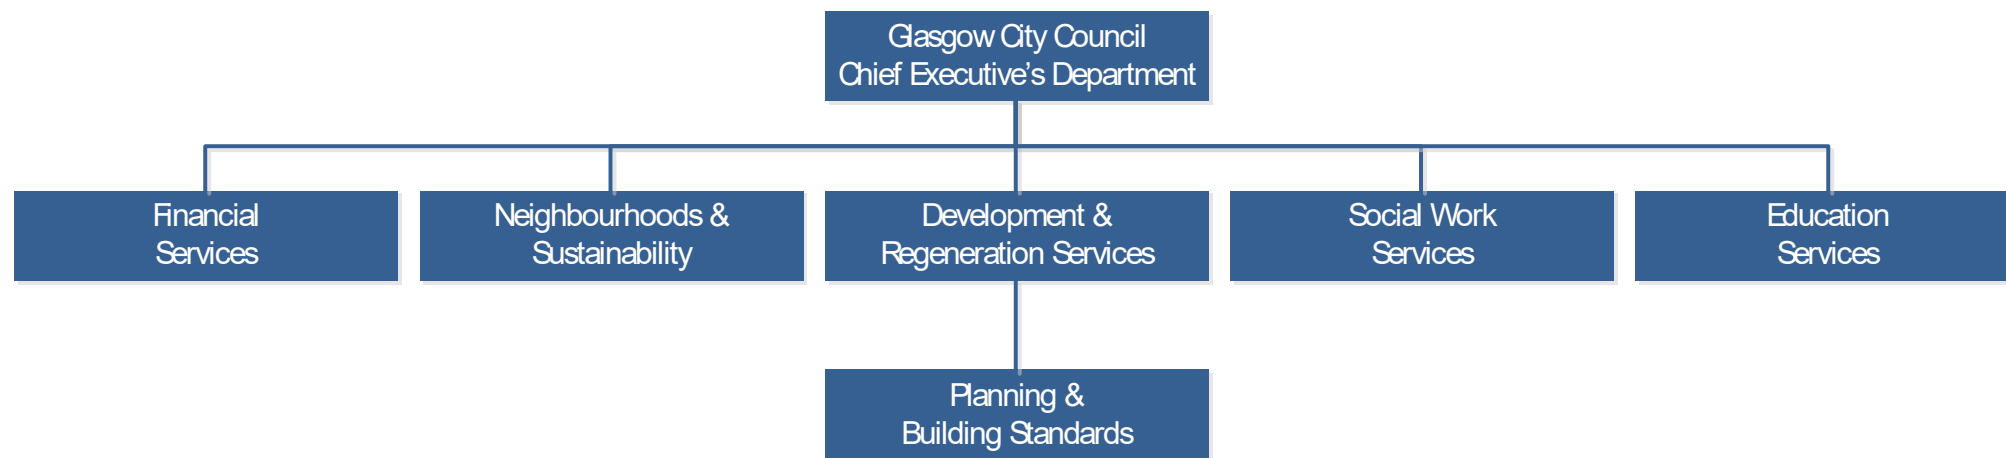 Glasgow City Council
Chief Executive’s Department
Financial
Services
Neighbourhoods &
Sustainability
Development &
Regeneration Services
Social Work
Services
Education
Services
Planning &
Building Standards